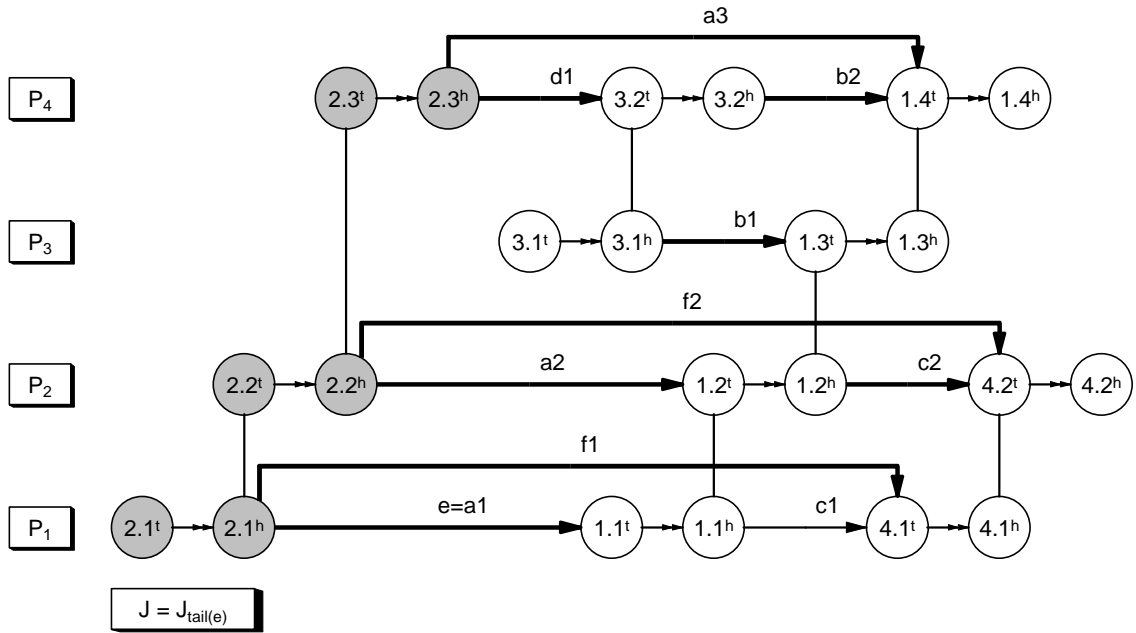 a3
P₄ 2.3ᵗ 2.3ʰ d1 3.2ᵗ 3.2ʰ b2 1.4ᵗ 1.4ʰ
P₃ 3.1ᵗ 3.1ʰ b1 1.3ᵗ 1.3ʰ
f2
P₂ 2.2ᵗ 2.2ʰ a2 1.2ᵗ 1.2ʰ c2 4.2ᵗ 4.2ʰ
f1
P₁ 2.1ᵗ 2.1ʰ e=a1 1.1ᵗ 1.1ʰ c1 4.1ᵗ 4.1ʰ
J = J_tail(e)